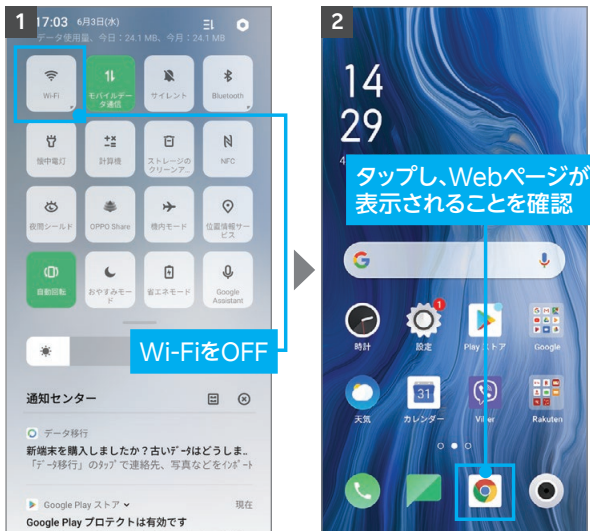 1
17:03 6月3日(水)
データ使用量、今日：24.1 MB、今月：24.1 MB
Wi-Fi
モバイルデー
タ通信
サイレント
Bluetooth
懐中電灯
計算機
ストレージの
クリーンア...
NFC
夜間シールド
OPPO Share
機内モード
位置情報サー
ビス
自動回転
おやすみモー
ド
省エネモード
Google
Assistant
Wi-FiをOFF
通知センター
データ移行
新端末を購入しましたか？古いデータはどうしま..
「データ移行」のタップで連絡先、写真などをインポート
Google Play ストア
現在
Google Play プロテクトは有効です
2
14
29
タップし、Webページが
表示されることを確認
時計
設定
1
Play ストア
Google
天気
31
カレンダー
Viber
Rakuten